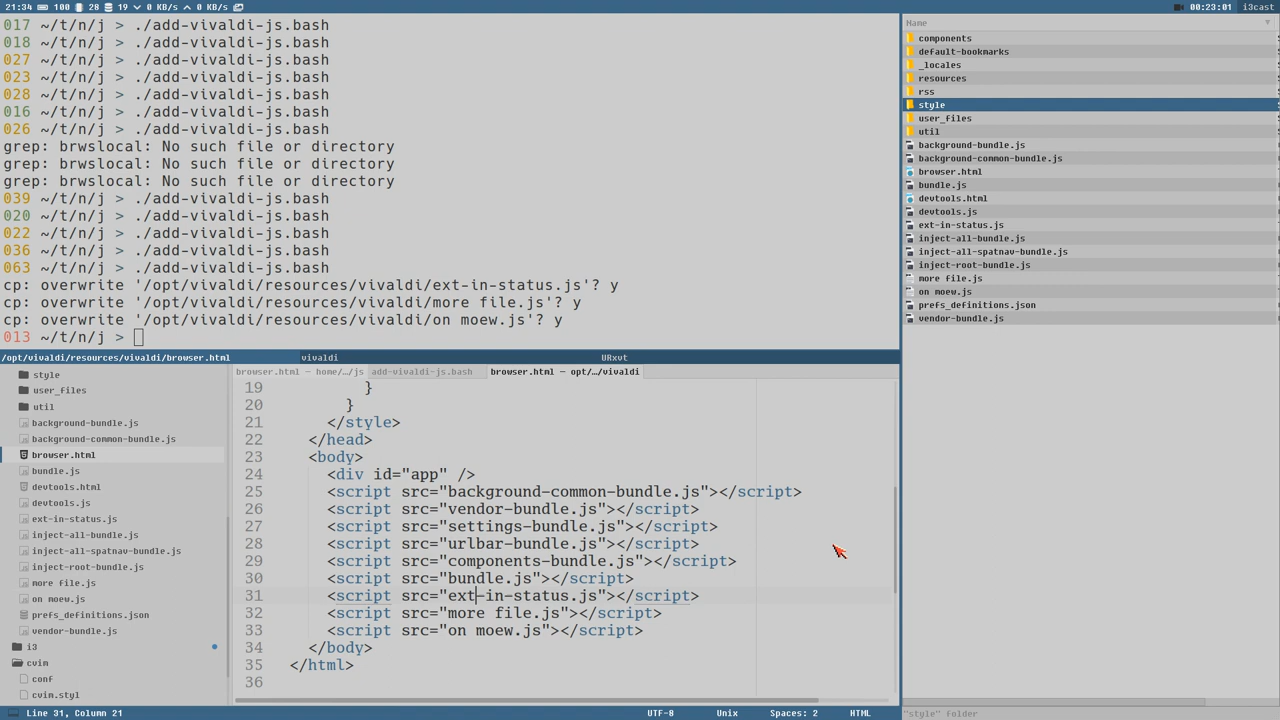 21:34 100 28 19 0 KB/s 0 KB/s
00:23:01 i3cast
017 ~/t/n/j > ./add-vivaldi-js.bash
018 ~/t/n/j > ./add-vivaldi-js.bash
027 ~/t/n/j > ./add-vivaldi-js.bash
023 ~/t/n/j > ./add-vivaldi-js.bash
028 ~/t/n/j > ./add-vivaldi-js.bash
016 ~/t/n/j > ./add-vivaldi-js.bash
026 ~/t/n/j > ./add-vivaldi-js.bash
grep: brwslocal: No such file or directory
grep: brwslocal: No such file or directory
grep: brwslocal: No such file or directory
039 ~/t/n/j > ./add-vivaldi-js.bash
020 ~/t/n/j > ./add-vivaldi-js.bash
022 ~/t/n/j > ./add-vivaldi-js.bash
036 ~/t/n/j > ./add-vivaldi-js.bash
063 ~/t/n/j > ./add-vivaldi-js.bash
cp: overwrite '/opt/vivaldi/resources/vivaldi/ext-in-status.js'? y
cp: overwrite '/opt/vivaldi/resources/vivaldi/more file.js'? y
cp: overwrite '/opt/vivaldi/resources/vivaldi/on moew.js'? y
013 ~/t/n/j >
/opt/vivaldi/resources/vivaldi/browser.html vivaldi URxvt
style
user_files
util
background-bundle.js
background-common-bundle.js
browser.html
bundle.js
devtools.html
devtools.js
ext-in-status.js
inject-all-bundle.js
inject-all-spatnav-bundle.js
inject-root-bundle.js
more file.js
on moew.js
prefs_definitions.json
vendor-bundle.js
i3
cvim
conf
cvim.styl
browser.html — home/…/js add-vivaldi-js.bash browser.html — opt/…/vivaldi
19 }
20 }
21 </style>
22 </head>
23 <body>
24 <div id="app" />
25 <script src="background-common-bundle.js"></script>
26 <script src="vendor-bundle.js"></script>
27 <script src="settings-bundle.js"></script>
28 <script src="urlbar-bundle.js"></script>
29 <script src="components-bundle.js"></script>
30 <script src="bundle.js"></script>
31 <script src="ext-in-status.js"></script>
32 <script src="more file.js"></script>
33 <script src="on moew.js"></script>
34 </body>
35 </html>
36
Line 31, Column 21 UTF-8 Unix Spaces: 2 HTML
Name
components
default-bookmarks
_locales
resources
rss
style
user_files
util
background-bundle.js
background-common-bundle.js
browser.html
bundle.js
devtools.html
devtools.js
ext-in-status.js
inject-all-bundle.js
inject-all-spatnav-bundle.js
inject-root-bundle.js
more file.js
on moew.js
prefs_definitions.json
vendor-bundle.js
"style" folder